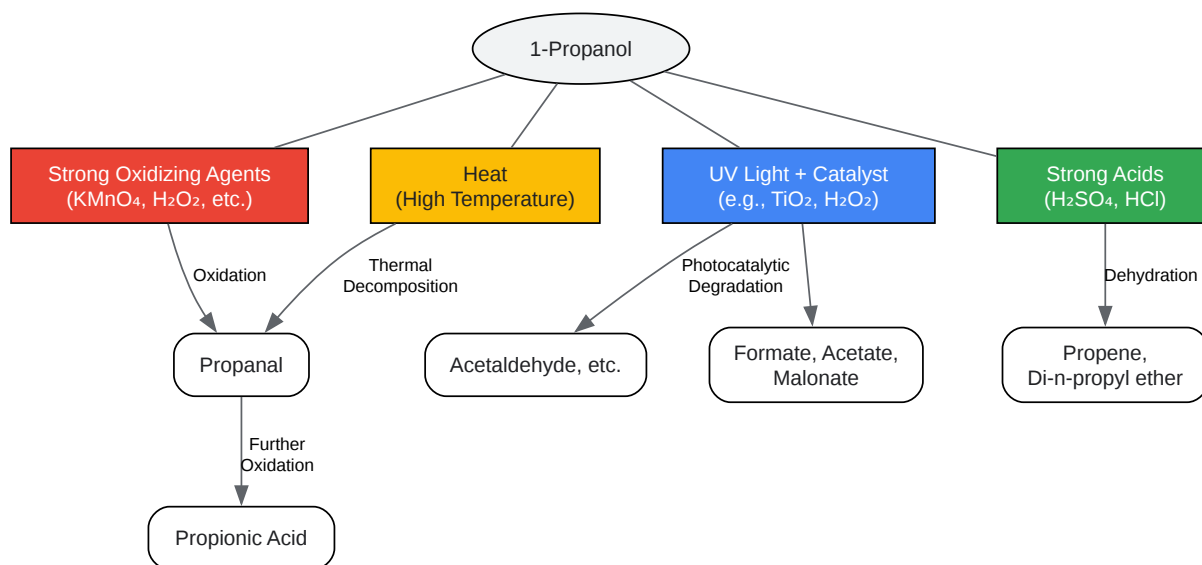 1-Propanol
Strong Oxidizing Agents
(KMnO₄, H₂O₂, etc.)
Heat
(High Temperature)
UV Light + Catalyst
(e.g., TiO₂, H₂O₂)
Strong Acids
(H₂SO₄, HCl)
Oxidation
Thermal
Decomposition
Photocatalytic
Degradation
Dehydration
Propanal
Acetaldehyde, etc.
Formate, Acetate,
Malonate
Propene,
Di-n-propyl ether
Further
Oxidation
Propionic Acid